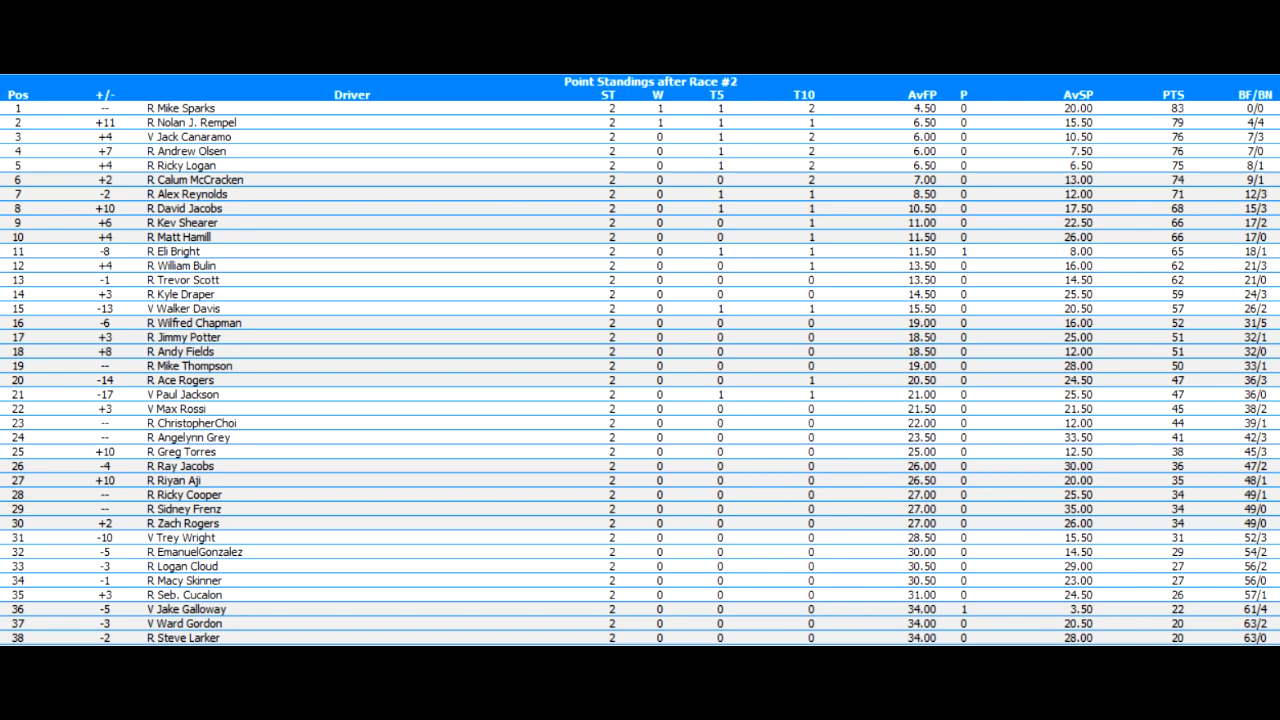 Point Standings after Race #2
Pos +/- Driver ST W T5 T10 AvFP P AvSP PTS BF/BN
1 -- R Mike Sparks 2 1 1 2 4.50 0 20.00 83 0/0
2 +11 R Nolan J. Rempel 2 1 1 1 6.50 0 15.50 79 4/4
3 +4 V Jack Canaramo 2 0 1 2 6.00 0 10.50 76 7/3
4 +7 R Andrew Olsen 2 0 1 2 6.00 0 7.50 76 7/0
5 +4 R Ricky Logan 2 0 1 2 6.50 0 6.50 75 8/1
6 +2 R Calum McCracken 2 0 0 2 7.00 0 13.00 74 9/1
7 -2 R Alex Reynolds 2 0 1 1 8.50 0 12.00 71 12/3
8 +10 R David Jacobs 2 0 1 1 10.50 0 17.50 68 15/3
9 +6 R Kev Shearer 2 0 0 1 11.00 0 22.50 66 17/2
10 +4 R Matt Hamill 2 0 0 1 11.50 0 26.00 66 17/0
11 -8 R Eli Bright 2 0 1 1 11.50 1 8.00 65 18/1
12 +4 R William Bulin 2 0 0 1 13.50 0 16.00 62 21/3
13 -1 R Trevor Scott 2 0 0 0 13.50 0 14.50 62 21/0
14 +3 R Kyle Draper 2 0 0 0 14.50 0 25.50 59 24/3
15 -13 V Walker Davis 2 0 1 1 15.50 0 20.50 57 26/2
16 -6 R Wilfred Chapman 2 0 0 0 19.00 0 16.00 52 31/5
17 +3 R Jimmy Potter 2 0 0 0 18.50 0 25.00 51 32/1
18 +8 R Andy Fields 2 0 0 0 18.50 0 12.00 51 32/0
19 -- R Mike Thompson 2 0 0 0 19.00 0 28.00 50 33/1
20 -14 R Ace Rogers 2 0 0 1 20.50 0 24.50 47 36/3
21 -17 V Paul Jackson 2 0 1 1 21.00 0 25.50 47 36/0
22 +3 V Max Rossi 2 0 0 0 21.50 0 21.50 45 38/2
23 -- R ChristopherChoi 2 0 0 0 22.00 0 12.00 44 39/1
24 -- R Angelynn Grey 2 0 0 0 23.50 0 33.50 41 42/3
25 +10 R Greg Torres 2 0 0 0 25.00 0 12.50 38 45/3
26 -4 R Ray Jacobs 2 0 0 0 26.00 0 30.00 36 47/2
27 +10 R Riyan Aji 2 0 0 0 26.50 0 20.00 35 48/1
28 -- R Ricky Cooper 2 0 0 0 27.00 0 25.50 34 49/1
29 -- R Sidney Frenz 2 0 0 0 27.00 0 35.00 34 49/0
30 +2 R Zach Rogers 2 0 0 0 27.00 0 26.00 34 49/0
31 -10 V Trey Wright 2 0 0 0 28.50 0 15.50 31 52/3
32 -5 R EmanuelGonzalez 2 0 0 0 30.00 0 14.50 29 54/2
33 -3 R Logan Cloud 2 0 0 0 30.50 0 29.00 27 56/2
34 -1 R Macy Skinner 2 0 0 0 30.50 0 23.00 27 56/0
35 +3 R Seb. Cucalon 2 0 0 0 31.00 0 24.50 26 57/1
36 -5 V Jake Galloway 2 0 0 0 34.00 1 3.50 22 61/4
37 -3 V Ward Gordon 2 0 0 0 34.00 0 20.50 20 63/2
38 -2 R Steve Larker 2 0 0 0 34.00 0 28.00 20 63/0